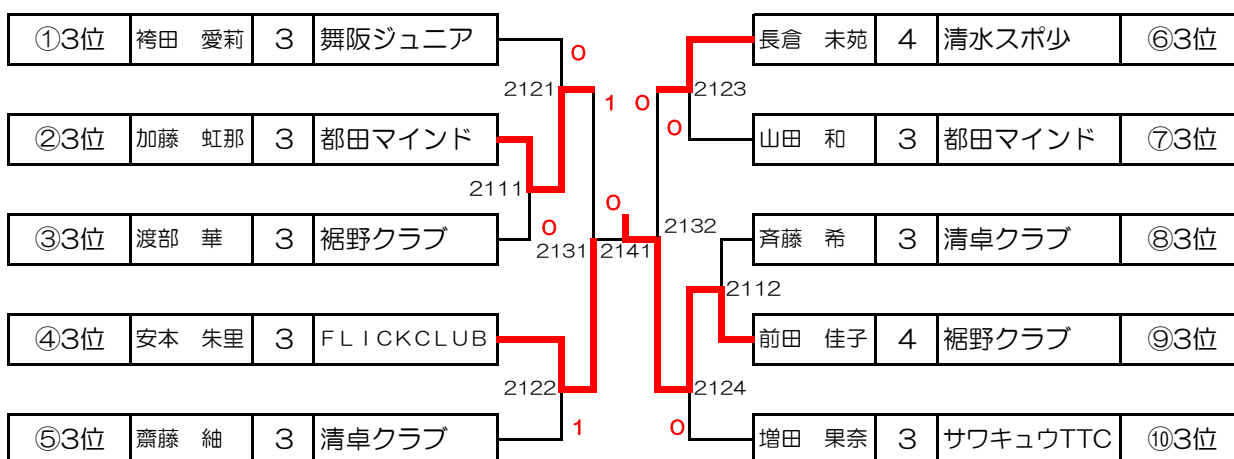 ①3位 袴田 愛莉 3 舞阪ジュニア
0
2121
1
②3位 加藤 虹那 3 都田マインド
2111
0
③3位 渡部 華 3 裾野クラブ
2131
④3位 安本 朱里 3 FLICKCLUB
2122
1
⑤3位 齋藤 紬 3 清卓クラブ
0
2141
長倉 未苑 4 清水スポ少 ⑥3位
0
2123
0
山田 和 3 都田マインド ⑦3位
2132
斉藤 希 3 清卓クラブ ⑧3位
2112
前田 佳子 4 裾野クラブ ⑨3位
2124
0
増田 果奈 3 サワキュウTTC ⑩3位